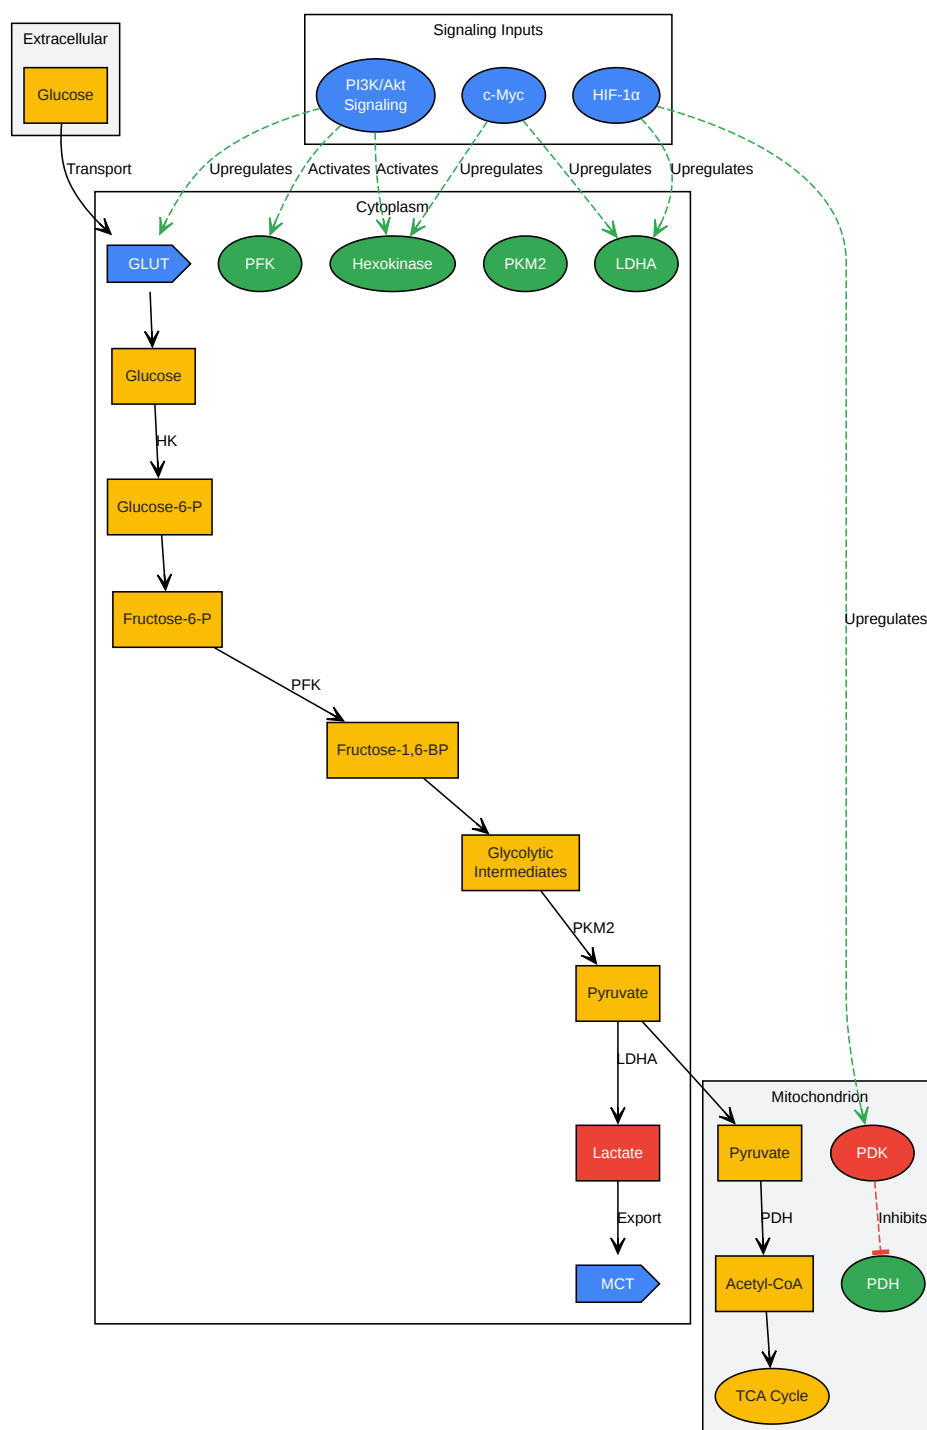 Extracellular
Glucose
Signaling Inputs
PI3K/Akt
Signaling
c-Myc
HIF-1α
Transport
Upregulates
Activates
Activates
Upregulates
Upregulates
Upregulates
Cytoplasm
GLUT
PFK
Hexokinase
PKM2
LDHA
Glucose
HK
Glucose-6-P
Fructose-6-P
Upregulates
PFK
Fructose-1,6-BP
Glycolytic
Intermediates
PKM2
Pyruvate
LDHA
Mitochondrion
Lactate
Pyruvate
PDK
Export
PDH
Inhibits
MCT
Acetyl-CoA
PDH
TCA Cycle